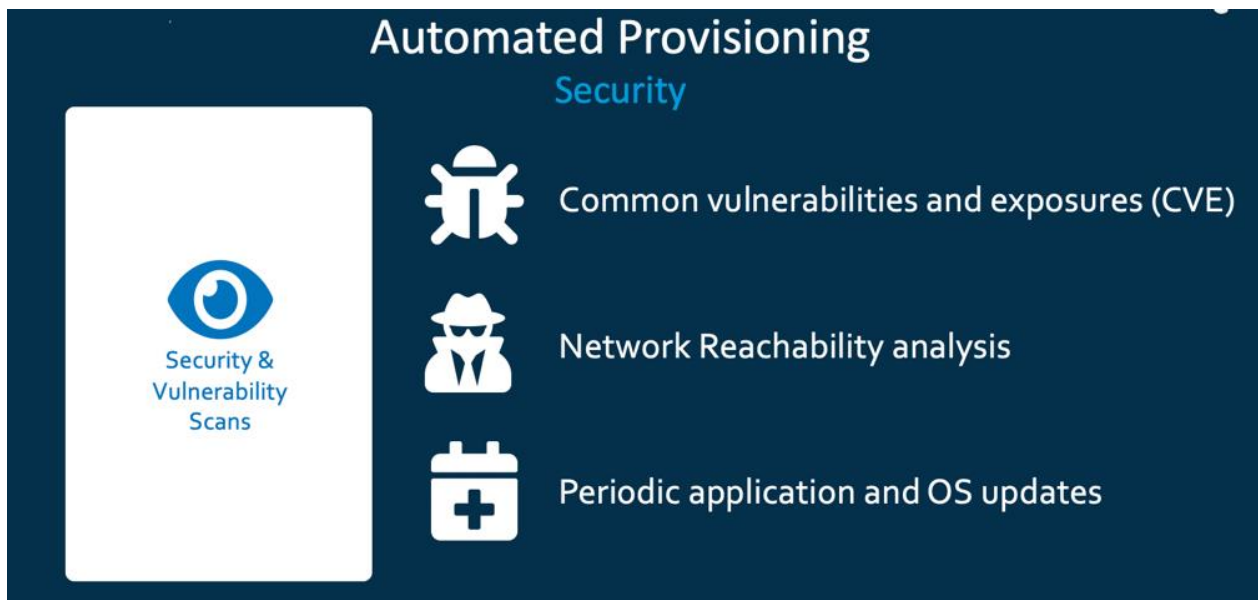 Automated Provisioning
Security
Security &
Vulnerability
Scans
Common vulnerabilities and exposures (CVE)
Network Reachability analysis
Periodic application and OS updates